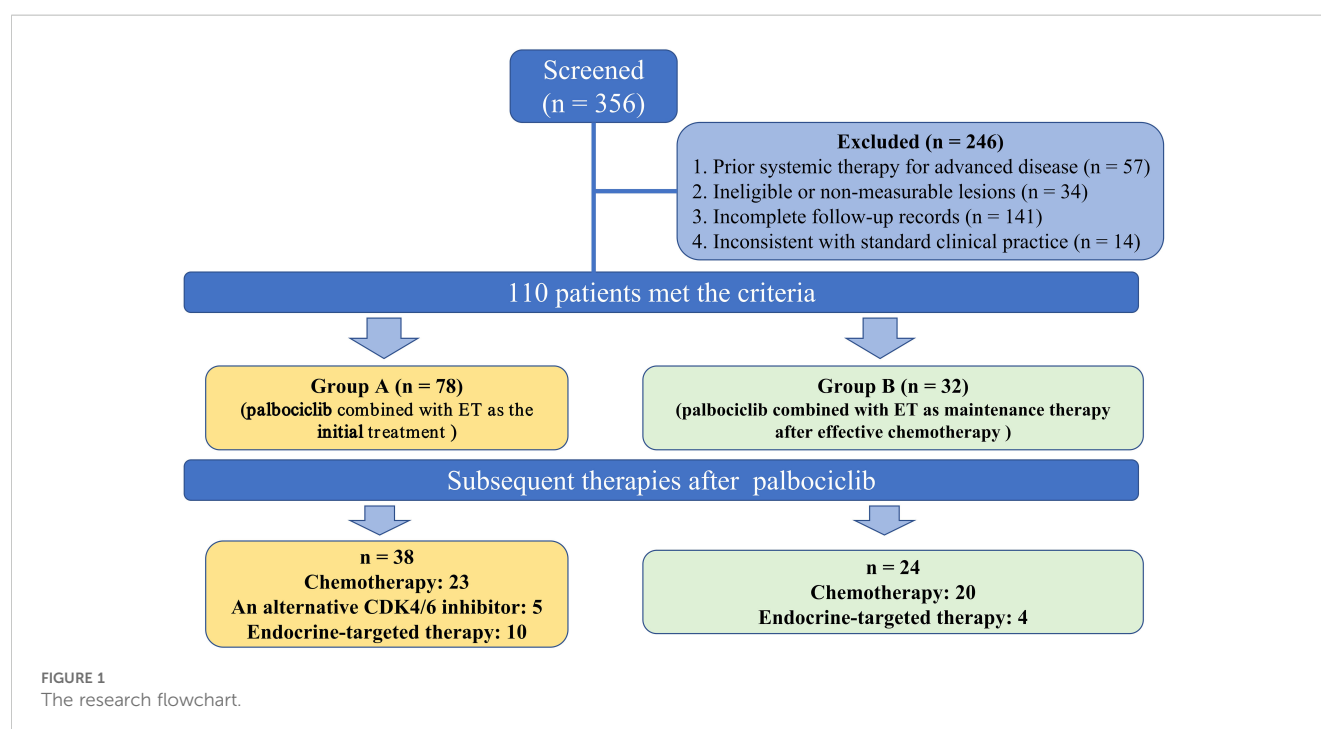 Screened
(n = 356)
Excluded (n = 246)
1. Prior systemic therapy for advanced disease (n = 57)
2. Ineligible or non-measurable lesions (n = 34)
3. Incomplete follow-up records (n = 141)
4. Inconsistent with standard clinical practice (n = 14)
110 patients met the criteria
Group A (n = 78)
(palbociclib combined with ET as the
initial treatment )
Group B (n = 32)
(palbociclib combined with ET as maintenance therapy
after effective chemotherapy )
Subsequent therapies after palbociclib
n = 38
Chemotherapy: 23
An alternative CDK4/6 inhibitor: 5
Endocrine-targeted therapy: 10
n = 24
Chemotherapy: 20
Endocrine-targeted therapy: 4
FIGURE 1
The research flowchart.